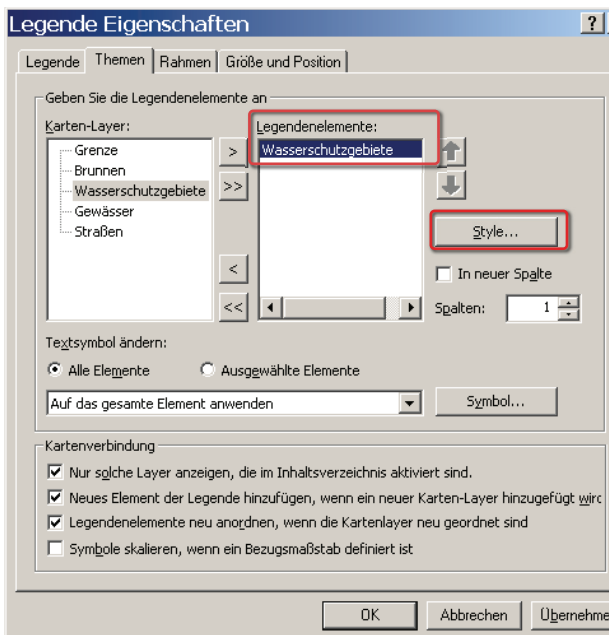 Legende Eigenschaften ?
Legende Themen Rahmen Größe und Position
Geben Sie die Legendenelemente an
Karten-Layer:
Grenze
Brunnen
Wasserschutzgebiete
Gewässer
Straßen
>
>>
<
<<
Legendenelemente:
Wasserschutzgebiete
Style...
In neuer Spalte
Spalten: 1
Textsymbol ändern:
Alle Elemente Ausgewählte Elemente
Auf das gesamte Element anwenden Symbol...
Kartenverbindung
Nur solche Layer anzeigen, die im Inhaltsverzeichnis aktiviert sind.
Neues Element der Legende hinzufügen, wenn ein neuer Karten-Layer hinzugefügt wird
Legendenelemente neu anordnen, wenn die Kartenlayer neu geordnet sind
Symbole skalieren, wenn ein Bezugsmaßstab definiert ist
OK Abbrechen Übernehme